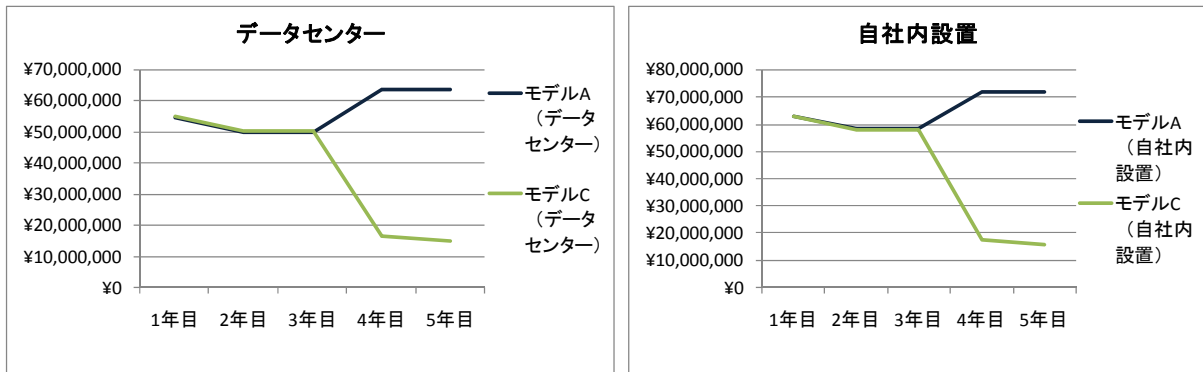 データセンター
¥70,000,000
¥60,000,000
¥50,000,000
¥40,000,000
¥30,000,000
¥20,000,000
¥10,000,000
¥0
1年目 2年目 3年目 4年目 5年目
モデルA
（データ
センター）
モデルC
（データ
センター）
自社内設置
¥80,000,000
¥70,000,000
¥60,000,000
¥50,000,000
¥40,000,000
¥30,000,000
¥20,000,000
¥10,000,000
¥0
1年目 2年目 3年目 4年目 5年目
モデルA
（自社内
設置）
モデルC
（自社内
設置）